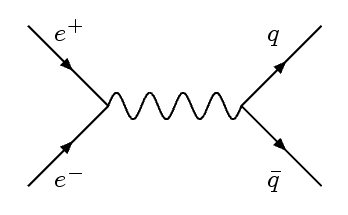 e⁺ q
e⁻ q̄